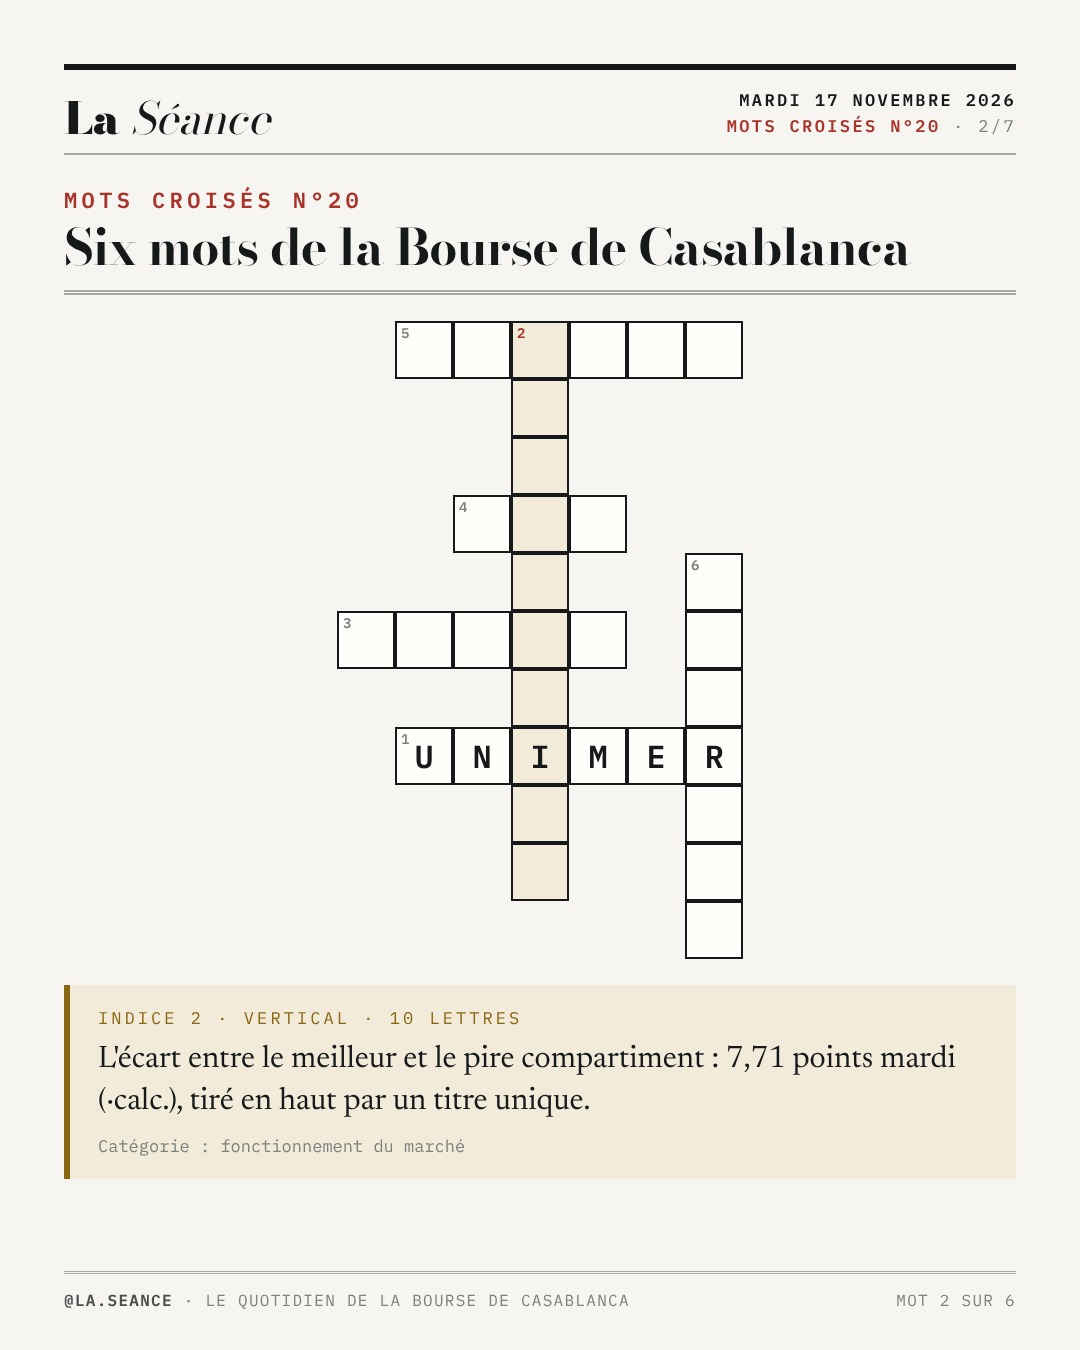 La Séance
MARDI 17 NOVEMBRE 2026
MOTS CROISÉS N°20 · 2/7
MOTS CROISÉS N°20
Six mots de la Bourse de Casablanca
5 2
4
6
3
1 U N I M E R
INDICE 2 · VERTICAL · 10 LETTRES
L'écart entre le meilleur et le pire compartiment : 7,71 points mardi
(·calc.), tiré en haut par un titre unique.
Catégorie : fonctionnement du marché
@LA.SEANCE · LE QUOTIDIEN DE LA BOURSE DE CASABLANCA
MOT 2 SUR 6